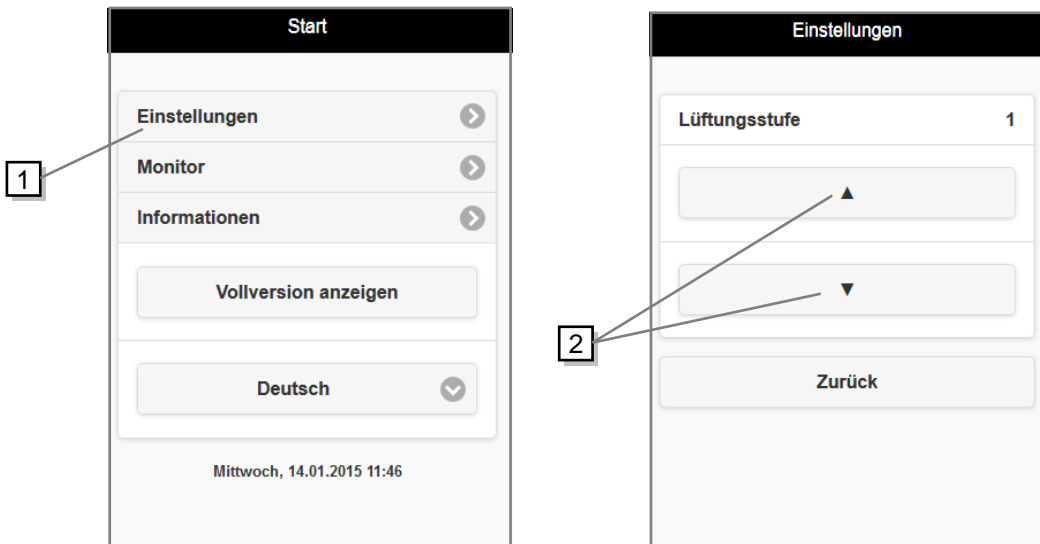 Start
Einstellungen
Monitor
Informationen
Vollversion anzeigen
Deutsch
Mittwoch, 14.01.2015 11:46
1
Einstellungen
Lüftungsstufe 1
▲
▼
Zurück
2